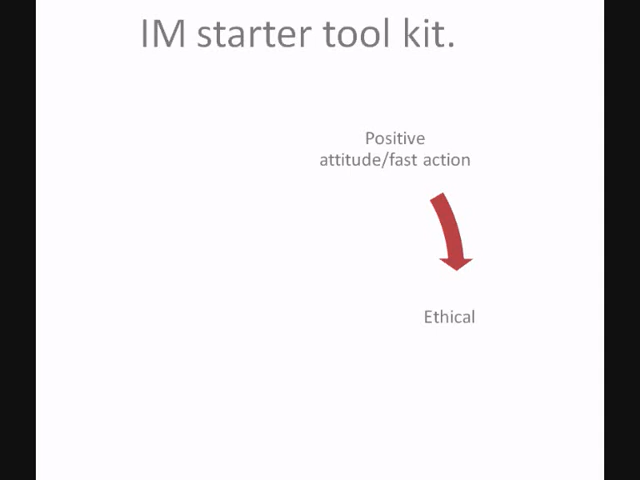 IM starter tool kit.
Positive
attitude/fast action
Ethical